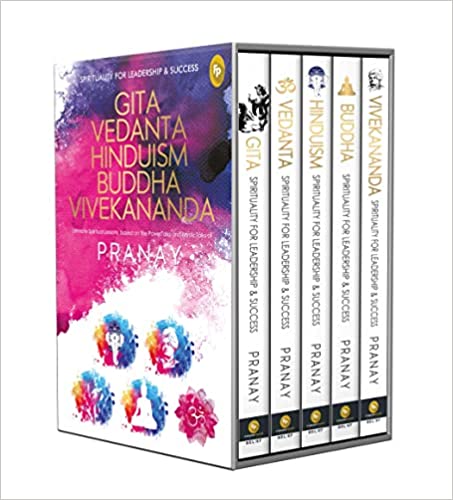 Fp
SPIRITUALITY FOR LEADERSHIP & SUCCESS
GITA
VEDANTA
HINDUISM
BUDDHA
VIVEKANANDA
PRANAY
GITA SPIRITUALITY FOR LEADERSHIP & SUCCESS PRANAY
ॐ VEDANTA SPIRITUALITY FOR LEADERSHIP & SUCCESS PRANAY
HINDUISM SPIRITUALITY FOR LEADERSHIP & SUCCESS PRANAY
BUDDHA SPIRITUALITY FOR LEADERSHIP & SUCCESS PRANAY
VIVEKANANDA SPIRITUALITY FOR LEADERSHIP & SUCCESS PRANAY
ॐ